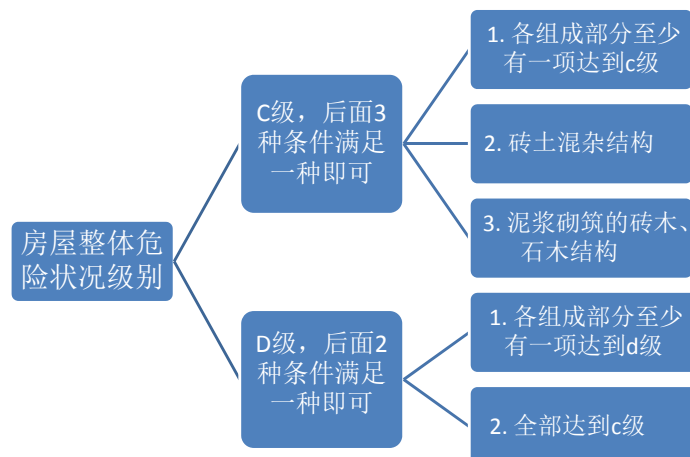 房屋整体危
险状况级别
C级，后面3
种条件满足
一种即可
1. 各组成部分至少
有一项达到c级
2. 砖土混杂结构
3. 泥浆砌筑的砖木、
石木结构
D级，后面2
种条件满足
一种即可
1. 各组成部分至少
有一项达到d级
2. 全部达到c级